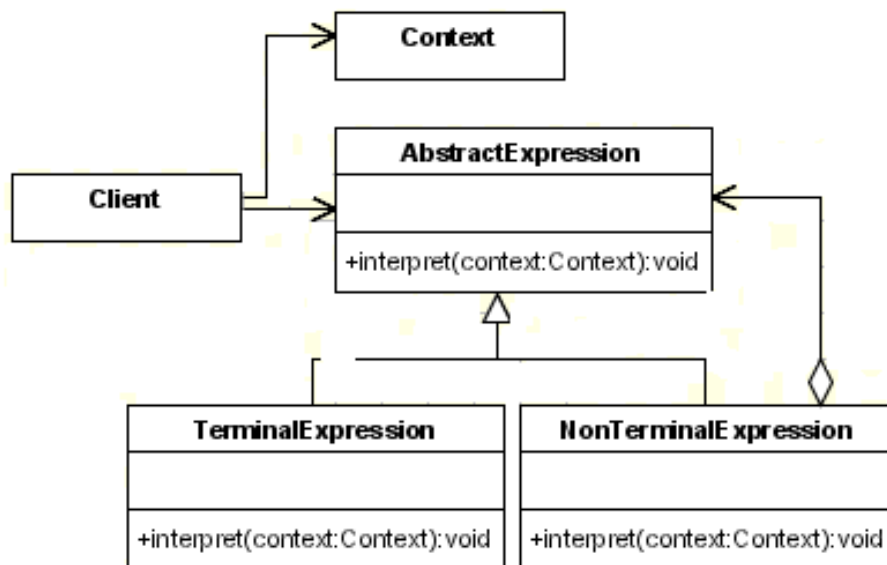 Context
AbstractExpression
Client
+interpret(context:Context):void
TerminalExpression
NonTerminalExpression
+interpret(context:Context):void
+interpret(context:Context):void